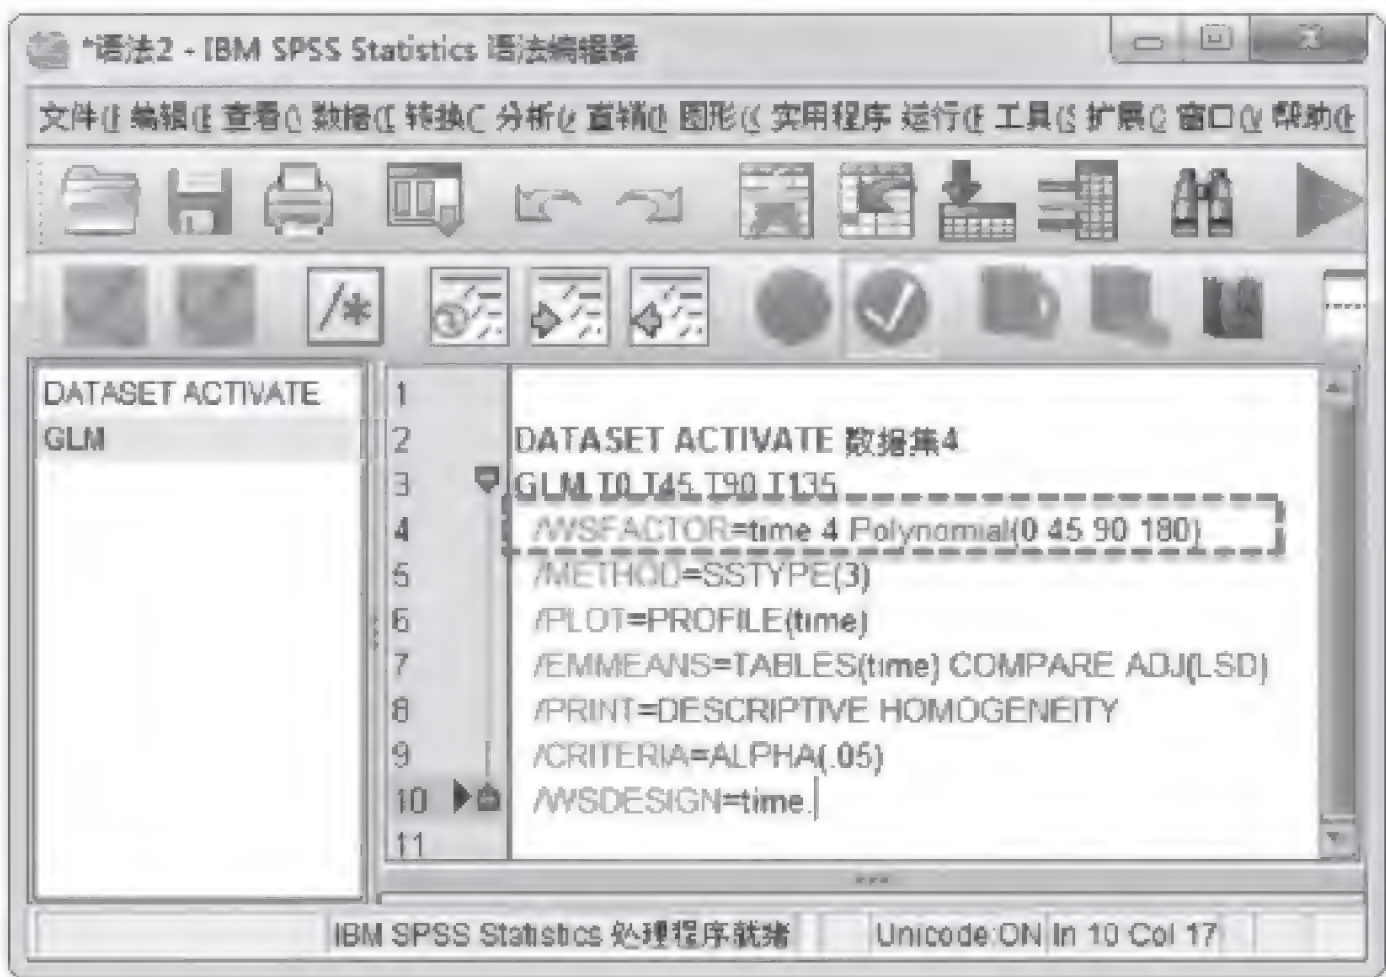 *语法2 - IBM SPSS Statistics 语法编辑器
文件(F 编辑(E 查看(V 数据(D 转换(T 分析(A 直销(M 图形(G 实用程序 运行(R 工具(S 扩展(X 窗口(W 帮助(H
/*
DATASET ACTIVATE
GLM
1
2 DATASET ACTIVATE 数据集4.
3 GLM T0 T45 T90 T135
4 /WSFACTOR=time 4 Polynomial(0 45 90 180)
5 /METHOD=SSTYPE(3)
6 /PLOT=PROFILE(time)
7 /EMMEANS=TABLES(time) COMPARE ADJ(LSD)
8 /PRINT=DESCRIPTIVE HOMOGENEITY
9 /CRITERIA=ALPHA(.05)
10 /WSDESIGN=time.
11
IBM SPSS Statistics 处理程序就绪 Unicode:ON In 10 Col 17